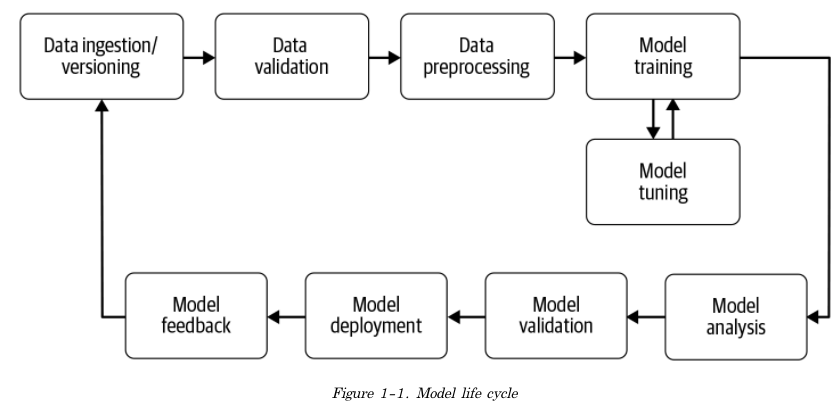 Data ingestion/
versioning
Data
validation
Data
preprocessing
Model
training
Model
tuning
Model
feedback
Model
deployment
Model
validation
Model
analysis
Figure 1-1. Model life cycle